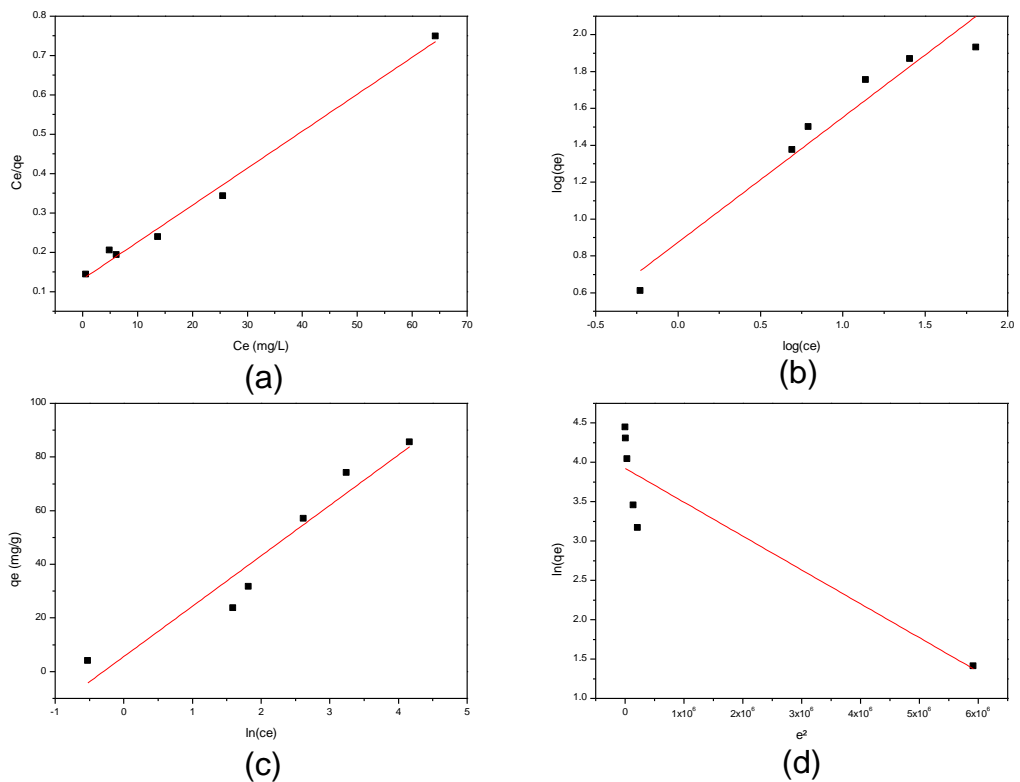 0.8
0.7
0.6
0.5
0.4
0.3
0.2
0.1
Ce/qe
0 10 20 30 40 50 60 70
Ce (mg/L)
(a)
2.0
1.8
1.6
1.4
1.2
1.0
0.8
0.6
log(qe)
-0.5 0.0 0.5 1.0 1.5 2.0
log(ce)
(b)
100
80
60
40
20
0
qe (mg/g)
-1 0 1 2 3 4 5
ln(ce)
(c)
4.5
4.0
3.5
3.0
2.5
2.0
1.5
1.0
ln(qe)
0 1x10⁶ 2x10⁶ 3x10⁶ 4x10⁶ 5x10⁶ 6x10⁶
e²
(d)